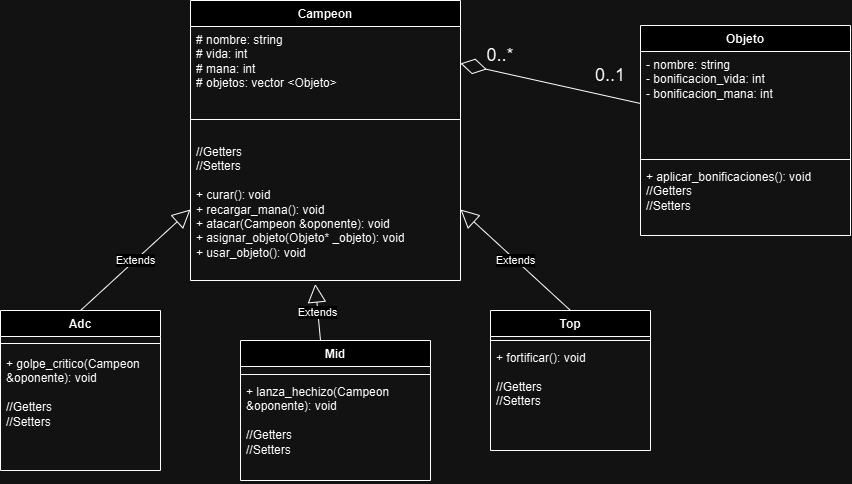 Campeon
# nombre: string
# vida: int
# mana: int
# objetos: vector <Objeto>
//Getters
//Setters
+ curar(): void
+ recargar_mana(): void
+ atacar(Campeon &oponente): void
+ asignar_objeto(Objeto* _objeto): void
+ usar_objeto(): void
0..*
0..1
Objeto
- nombre: string
- bonificacion_vida: int
- bonificacion_mana: int
+ aplicar_bonificaciones(): void
//Getters
//Setters
Extends
Extends
Extends
Adc
+ golpe_critico(Campeon
&oponente): void
//Getters
//Setters
Mid
+ lanza_hechizo(Campeon
&oponente): void
//Getters
//Setters
Top
+ fortificar(): void
//Getters
//Setters